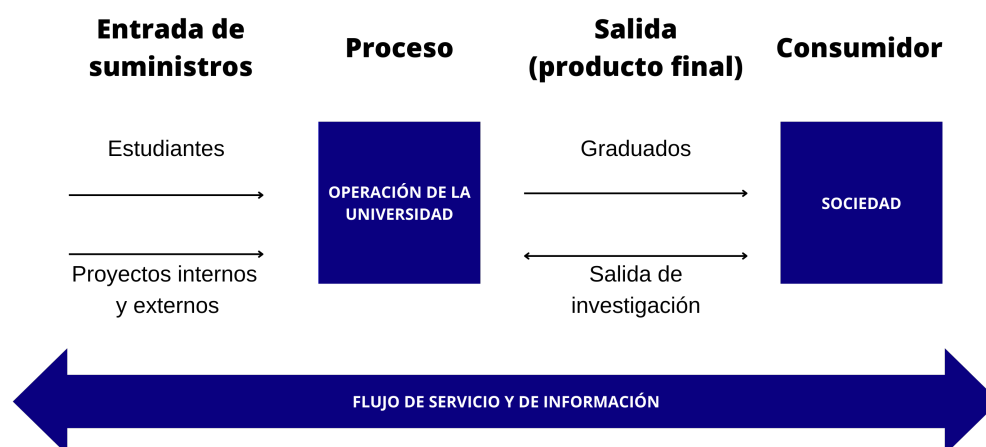 Entrada de
suministros
Proceso
Salida
(producto final)
Consumidor
Estudiantes
Proyectos internos
y externos
OPERACIÓN DE LA
UNIVERSIDAD
Graduados
Salida de
investigación
SOCIEDAD
FLUJO DE SERVICIO Y DE INFORMACIÓN